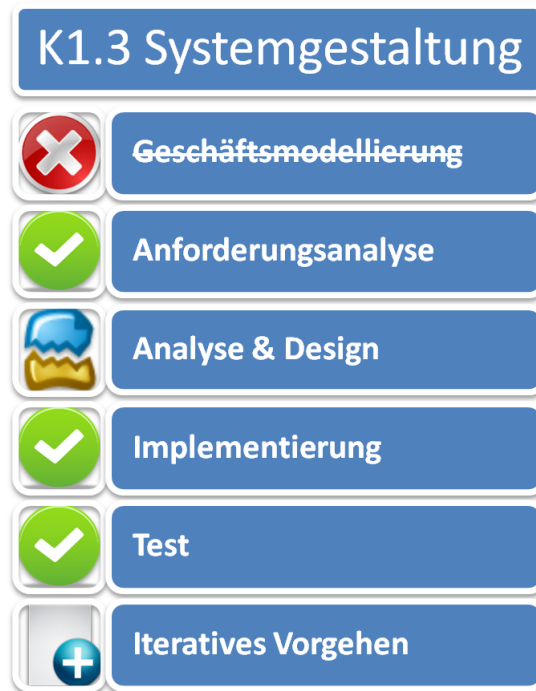 K1.3 Systemgestaltung
Geschäftsmodellierung
Anforderungsanalyse
Analyse & Design
Implementierung
Test
Iteratives Vorgehen